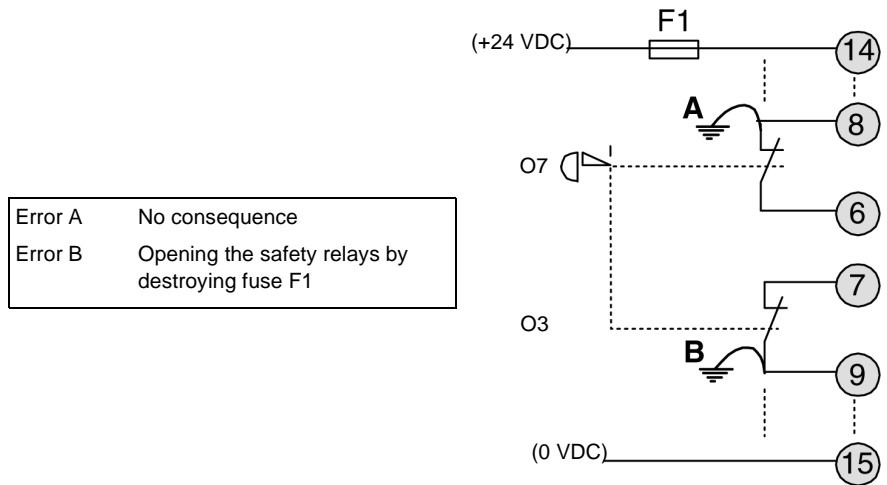 F1
(+24 VDC)
14
A
8
O7
6
Error A No consequence
Error B Opening the safety relays by
destroying fuse F1
7
O3
B
9
(0 VDC)
15